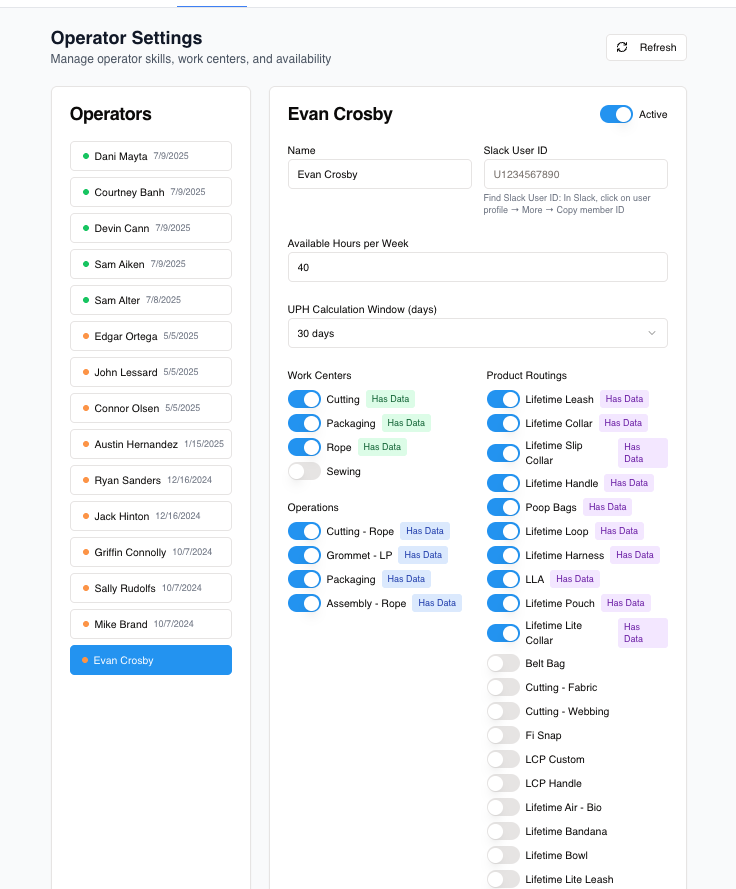 Operator Settings
Manage operator skills, work centers, and availability
Refresh
Operators
Dani Mayta 7/9/2025
Courtney Banh 7/9/2025
Devin Cann 7/9/2025
Sam Aiken 7/9/2025
Sam Alter 7/8/2025
Edgar Ortega 5/5/2025
John Lessard 5/5/2025
Connor Olsen 5/5/2025
Austin Hernandez 1/15/2025
Ryan Sanders 12/16/2024
Jack Hinton 12/16/2024
Griffin Connolly 10/7/2024
Sally Rudolfs 10/7/2024
Mike Brand 10/7/2024
Evan Crosby
Evan Crosby
Active
Name
Evan Crosby
Slack User ID
U1234567890
Find Slack User ID: In Slack, click on user
profile → More → Copy member ID
Available Hours per Week
40
UPH Calculation Window (days)
30 days
Work Centers
Cutting Has Data
Packaging Has Data
Rope Has Data
Sewing
Operations
Cutting - Rope Has Data
Grommet - LP Has Data
Packaging Has Data
Assembly - Rope Has Data
Product Routings
Lifetime Leash Has Data
Lifetime Collar Has Data
Lifetime Slip
Collar
Has
Data
Lifetime Handle Has Data
Poop Bags Has Data
Lifetime Loop Has Data
Lifetime Harness Has Data
LLA Has Data
Lifetime Pouch Has Data
Lifetime Lite
Collar
Has
Data
Belt Bag
Cutting - Fabric
Cutting - Webbing
Fi Snap
LCP Custom
LCP Handle
Lifetime Air - Bio
Lifetime Bandana
Lifetime Bowl
Lifetime Lite Leash